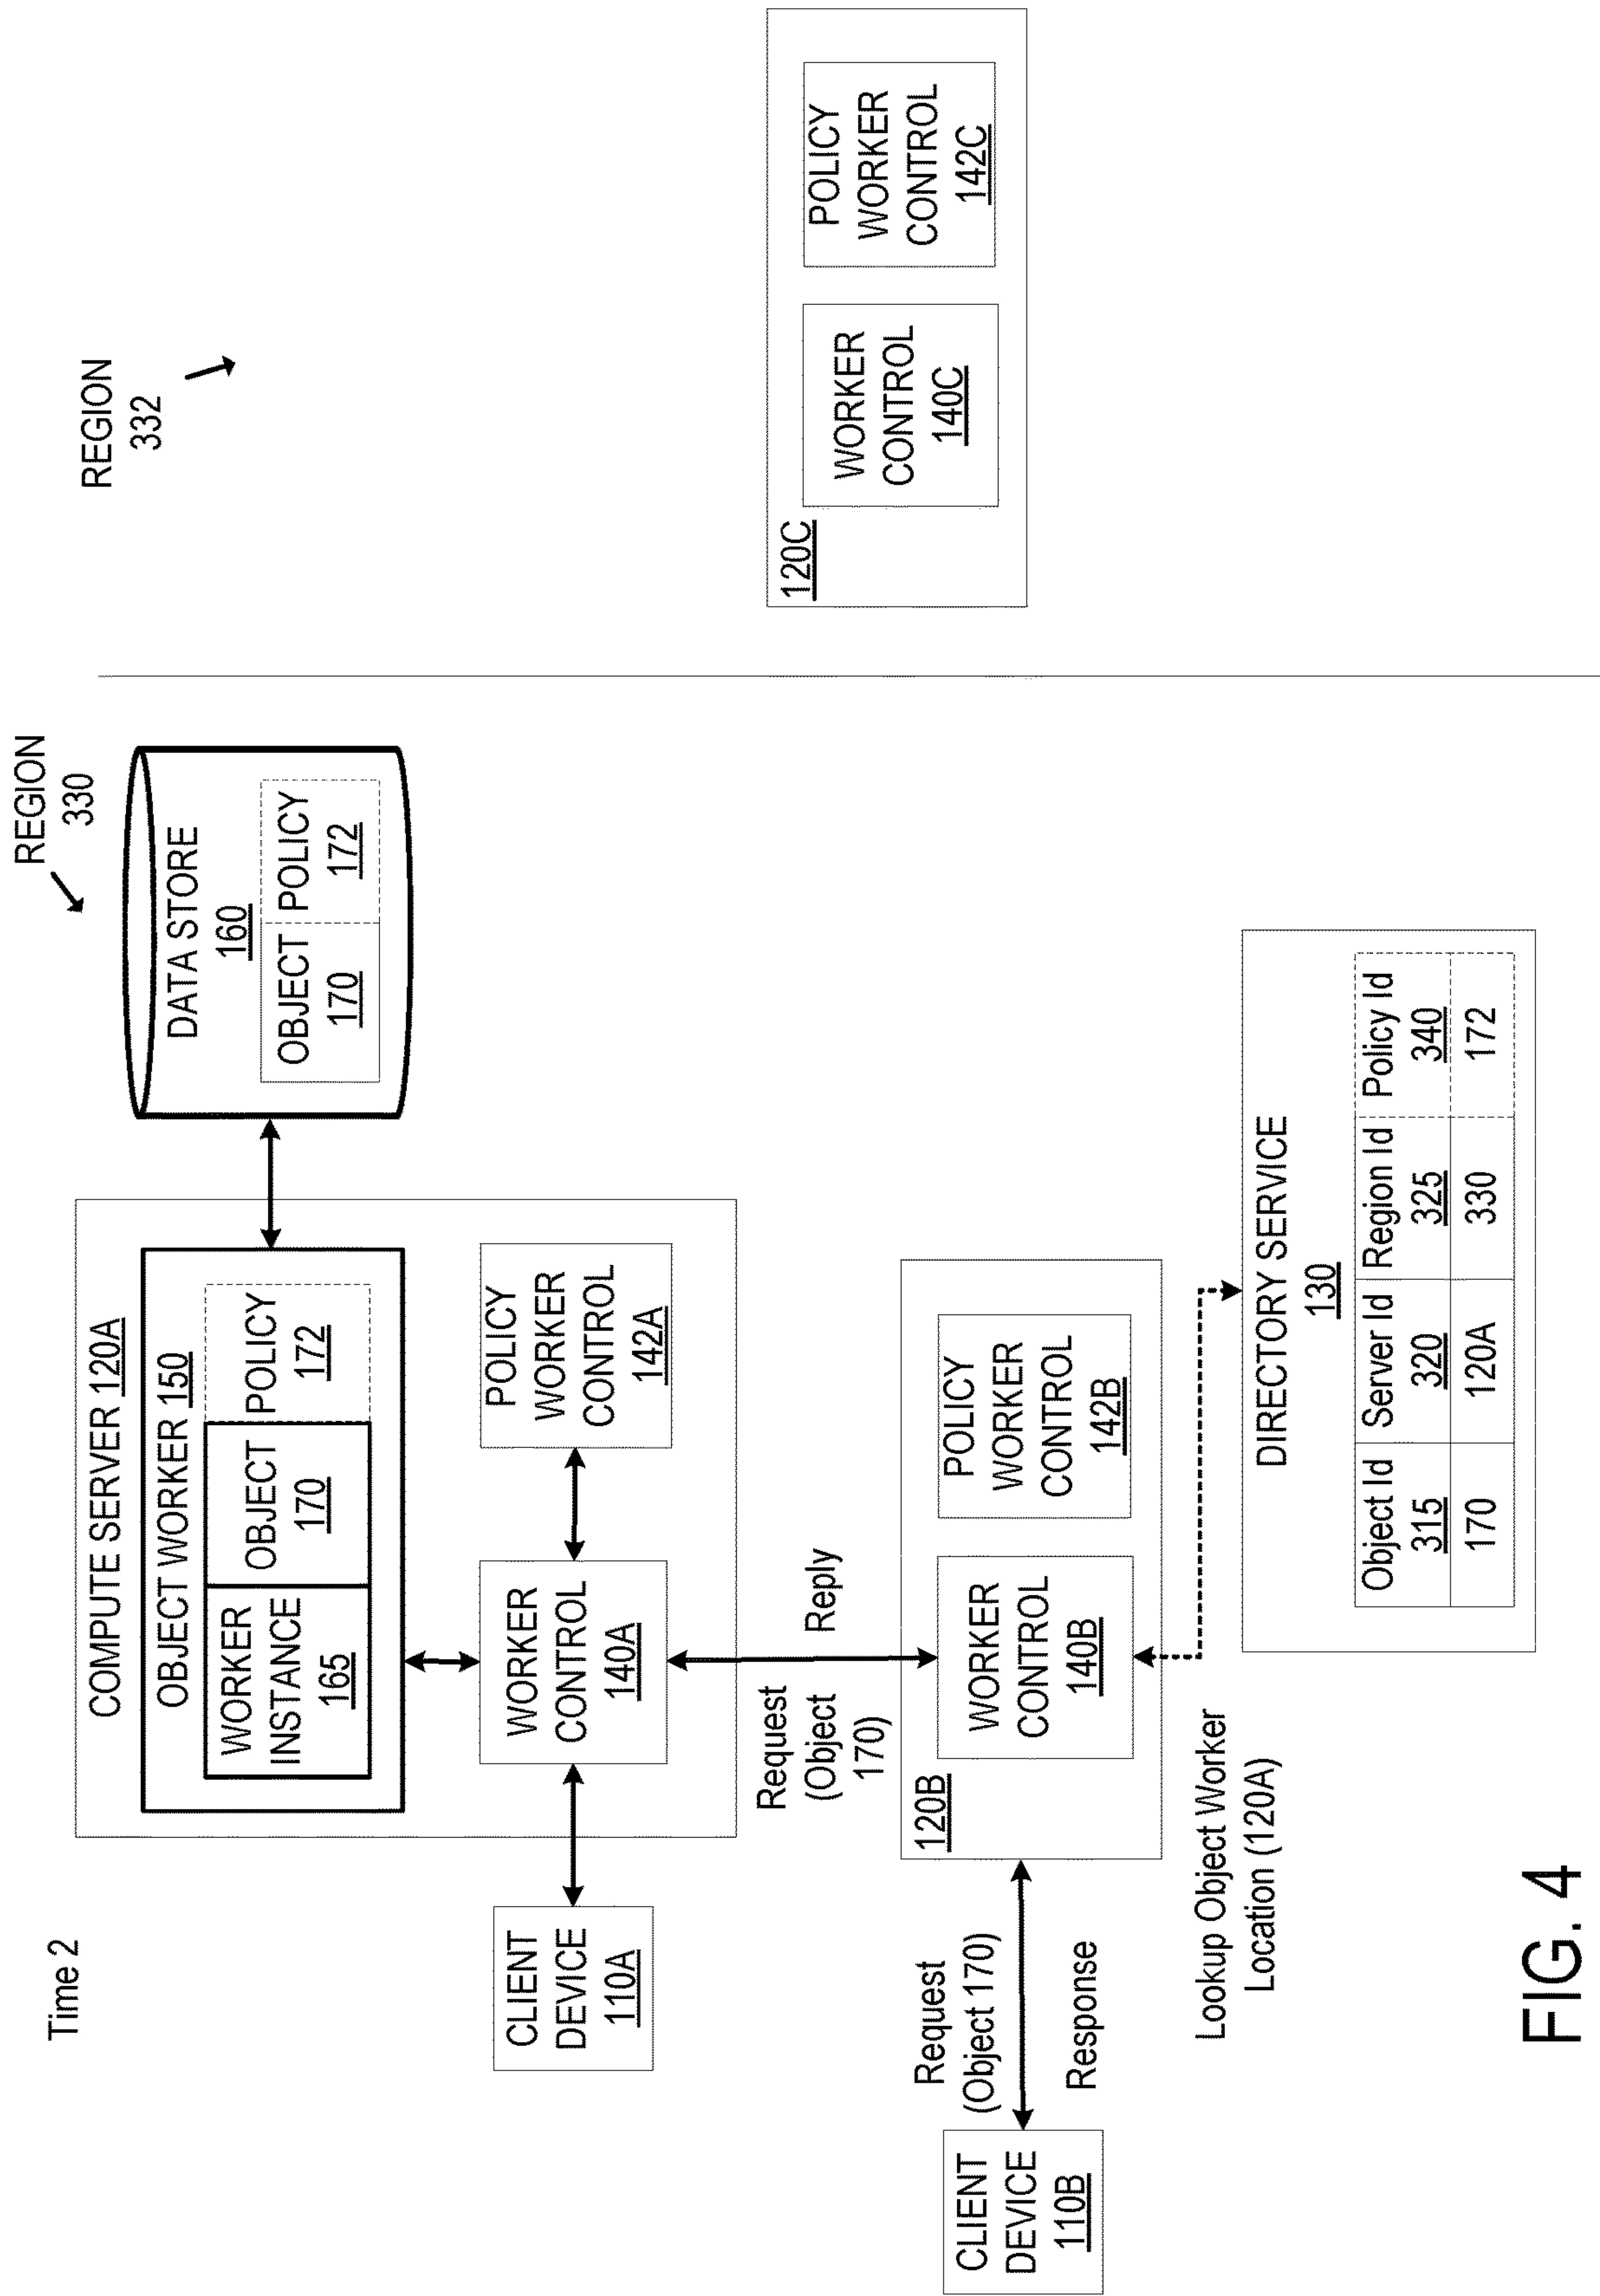 Time 2
REGION
330
REGION
332
COMPUTE SERVER 120A
OBJECT WORKER 150
WORKER
INSTANCE
165
OBJECT
170
POLICY
172
DATA STORE
160
OBJECT
170
POLICY
172
CLIENT
DEVICE
110A
WORKER
CONTROL
140A
POLICY
WORKER
CONTROL
142A
Request
(Object
170)
Reply
CLIENT
DEVICE
110B
Request
(Object 170)
Response
120B
WORKER
CONTROL
140B
POLICY
WORKER
CONTROL
142B
120C
WORKER
CONTROL
140C
POLICY
WORKER
CONTROL
142C
Lookup Object Worker
Location (120A)
DIRECTORY SERVICE
130
Object Id Server Id Region Id Policy Id
315 320 325 340
170 120A 330 172
FIG. 4